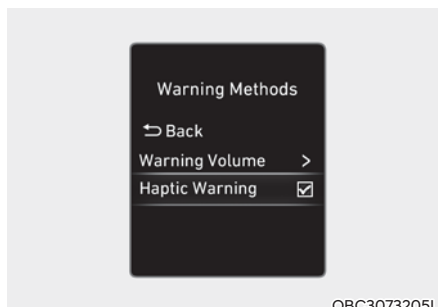 Warning Methods
Back
Warning Volume >
Haptic Warning
OBC3073205L